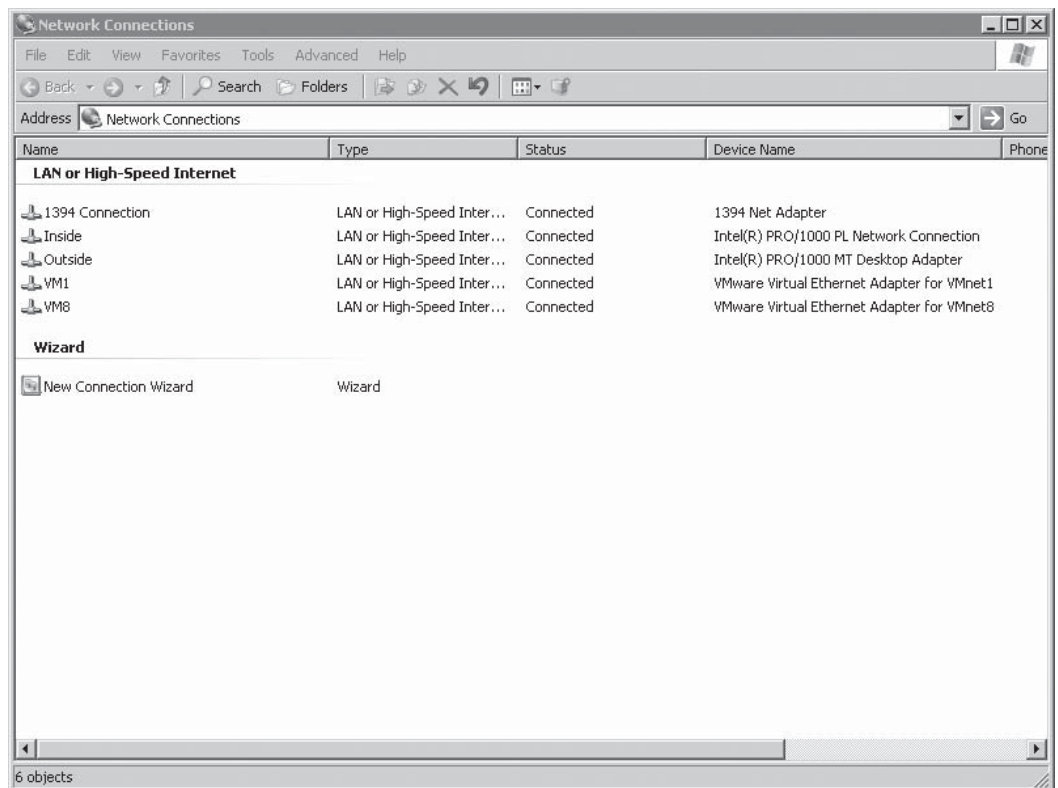 Network Connections
File Edit View Favorites Tools Advanced Help
Back Search Folders
Address Network Connections Go
Name Type Status Device Name Phone
LAN or High-Speed Internet
1394 Connection LAN or High-Speed Inter... Connected 1394 Net Adapter
Inside LAN or High-Speed Inter... Connected Intel(R) PRO/1000 PL Network Connection
Outside LAN or High-Speed Inter... Connected Intel(R) PRO/1000 MT Desktop Adapter
VM1 LAN or High-Speed Inter... Connected VMware Virtual Ethernet Adapter for VMnet1
VM8 LAN or High-Speed Inter... Connected VMware Virtual Ethernet Adapter for VMnet8
Wizard
New Connection Wizard Wizard
6 objects